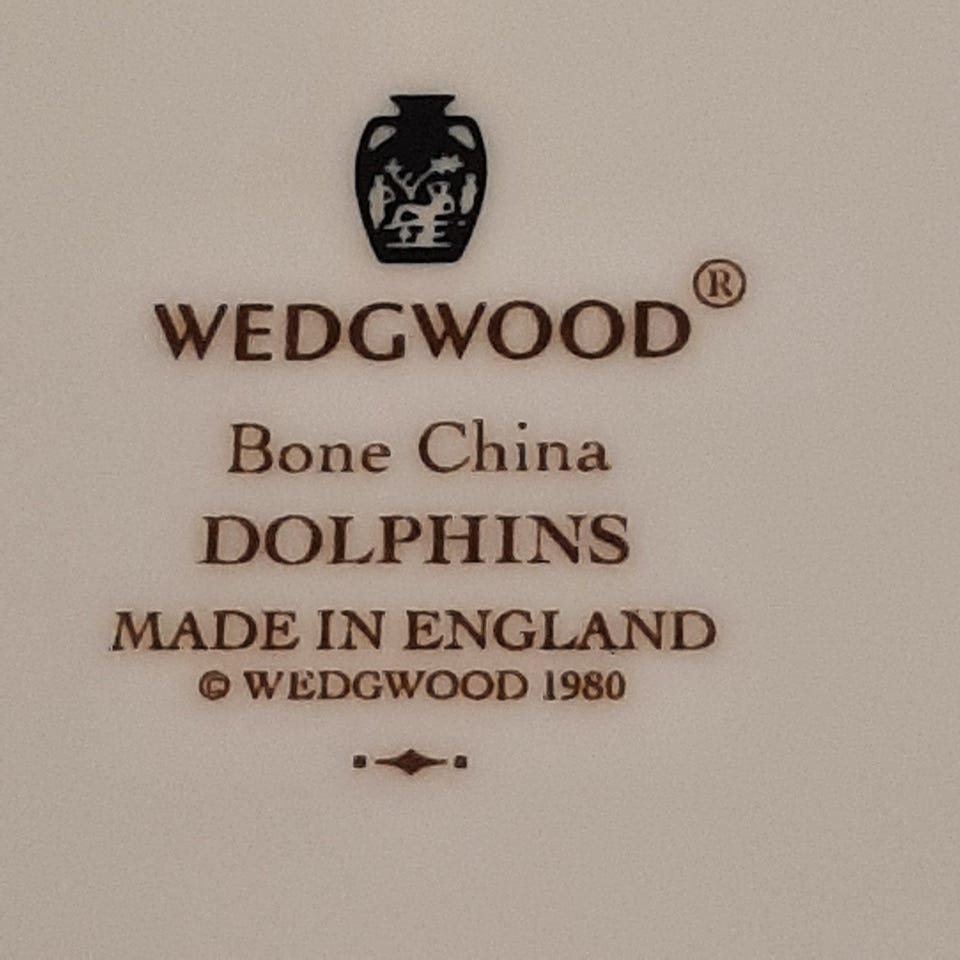 WEDGWOOD®
Bone China
DOLPHINS
MADE IN ENGLAND
© WEDGWOOD 1980